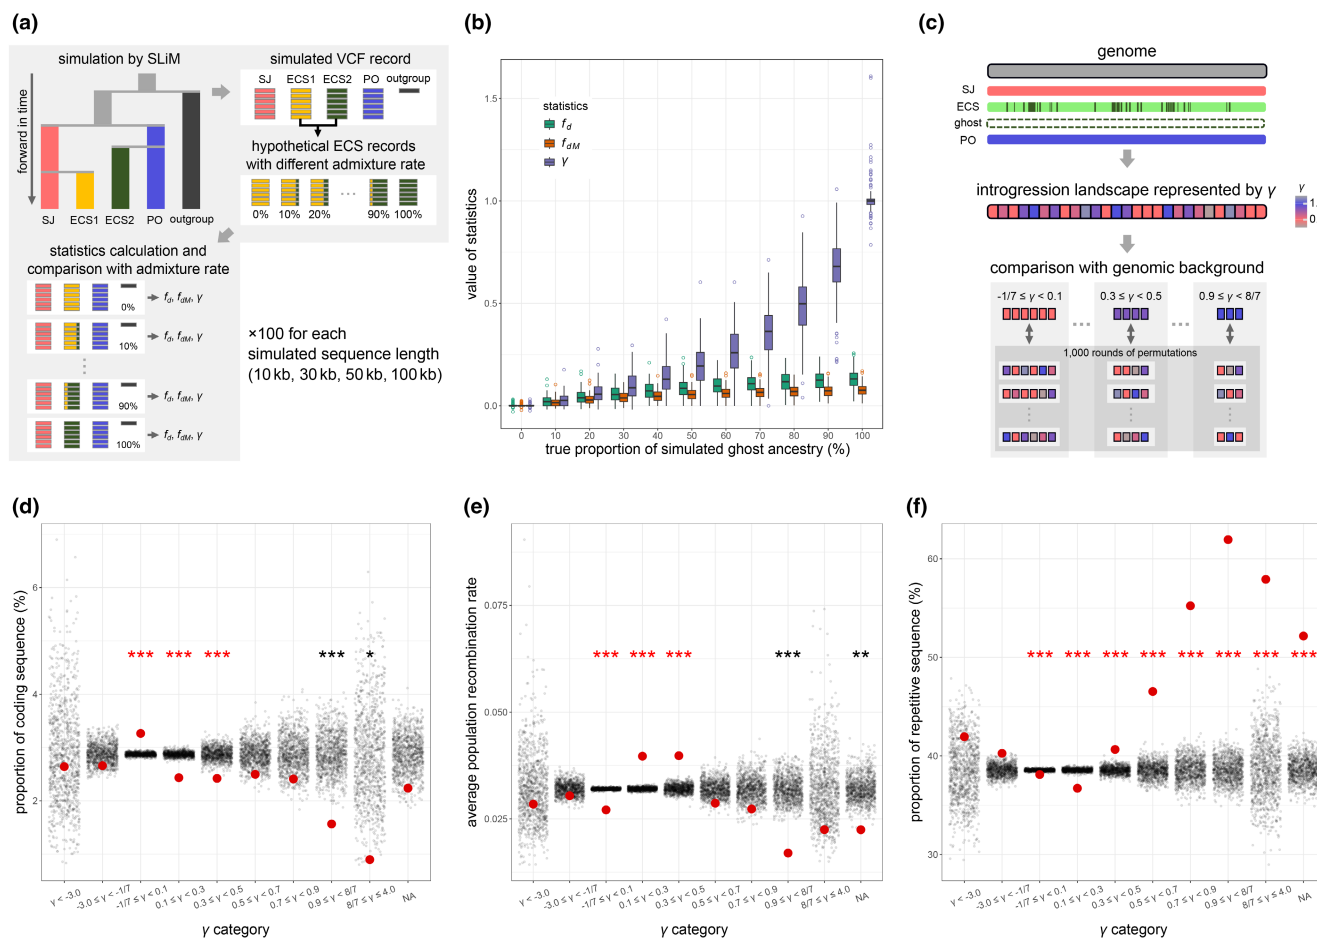 (a)
simulation by SLiM
forward in time
SJ ECS1 ECS2 PO outgroup
simulated VCF record
SJ ECS1 ECS2 PO outgroup
hypothetical ECS records
with different admixture rate
0% 10% 20% ... 90% 100%
statistics calculation and
comparison with admixture rate
0% fd, fdM, γ
10% fd, fdM, γ
90% fd, fdM, γ
100% fd, fdM, γ
×100 for each
simulated sequence length
(10 kb, 30 kb, 50 kb, 100 kb)
(b)
value of statistics
1.5
1.0
0.5
0.0
statistics
fd
fdM
γ
0 10 20 30 40 50 60 70 80 90 100
true proportion of simulated ghost ancestry (%)
(c)
genome
SJ
ECS
ghost
PO
introgression landscape represented by γ
γ
1.
0
comparison with genomic background
-1/7 ≤ γ < 0.1 0.3 ≤ γ < 0.5 0.9 ≤ γ < 8/7
1,000 rounds of permutations
(d)
proportion of coding sequence (%)
6
4
2
*** *** *** *** *
γ < -3.0
-3.0 ≤ γ < -1/7
-1/7 ≤ γ < 0.1
0.1 ≤ γ < 0.3
0.3 ≤ γ < 0.5
0.5 ≤ γ < 0.7
0.7 ≤ γ < 0.9
0.9 ≤ γ < 8/7
8/7 ≤ γ ≤ 4.0
NA
γ category
(e)
average population recombination rate
0.075
0.050
0.025
*** *** *** *** **
γ < -3.0
-3.0 ≤ γ < -1/7
-1/7 ≤ γ < 0.1
0.1 ≤ γ < 0.3
0.3 ≤ γ < 0.5
0.5 ≤ γ < 0.7
0.7 ≤ γ < 0.9
0.9 ≤ γ < 8/7
8/7 ≤ γ ≤ 4.0
NA
γ category
(f)
proportion of repetitive sequence (%)
60
50
40
30
*** *** *** *** *** *** *** ***
γ < -3.0
-3.0 ≤ γ < -1/7
-1/7 ≤ γ < 0.1
0.1 ≤ γ < 0.3
0.3 ≤ γ < 0.5
0.5 ≤ γ < 0.7
0.7 ≤ γ < 0.9
0.9 ≤ γ < 8/7
8/7 ≤ γ ≤ 4.0
NA
γ category